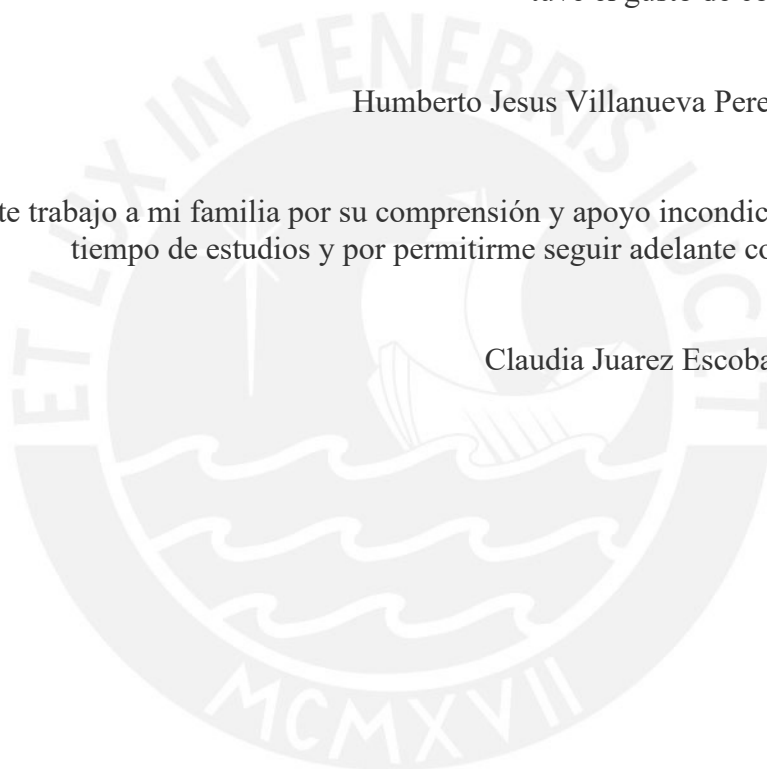 Humberto Jesus Villanueva Pere
te trabajo a mi familia por su comprensión y apoyo incondic
tiempo de estudios y por permitirme seguir adelante co
Claudia Juarez Escoba
ET LUX IN TENEBRIS LUCET
MCMXVII